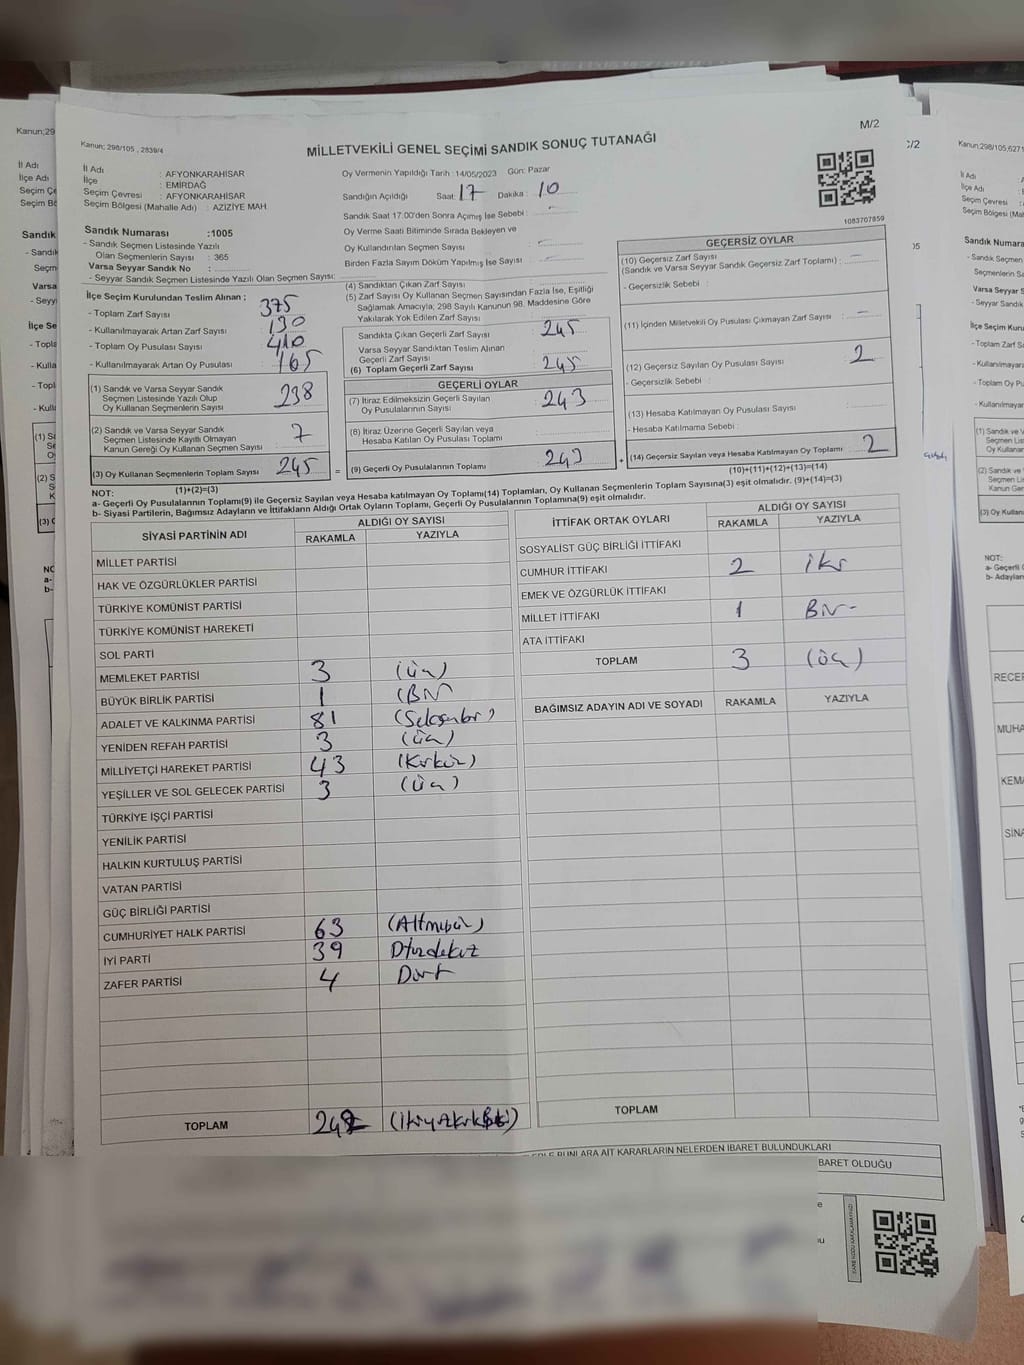 M/2
Kanun; 298/105 , 2839/4
MİLLETVEKİLİ GENEL SEÇİMİ SANDIK SONUÇ TUTANAĞI
İl Adı : AFYONKARAHİSAR
İlçe : EMİRDAĞ
Seçim Çevresi : AFYONKARAHİSAR
Seçim Bölgesi (Mahalle Adı) : AZİZİYE MAH
Oy Vermenin Yapıldığı Tarih : 14/05/2023 Gün: Pazar
Sandığın Açıldığı Saat: 17 Dakika : 10
Sandık Saat 17:00'den Sonra Açımış İse Sebebi :
Oy Verme Saati Bitiminde Sırada Bekleyen ve
Oy Kullandırılan Seçmen Sayısı :
Birden Fazla Sayım Döküm Yapılmış İse Sayısı :
1083707859
Sandık Numarası :1005
- Sandık Seçmen Listesinde Yazılı
Olan Seçmenlerin Sayısı : 365
Varsa Seyyar Sandık No :
- Seyyar Sandık Seçmen Listesinde Yazılı Olan Seçmen Sayısı:
İlçe Seçim Kurulundan Teslim Alınan ;
- Toplam Zarf Sayısı : 375
- Kullanılmayarak Artan Zarf Sayısı : 130
- Toplam Oy Pusulası Sayısı : 410
- Kullanılmayarak Artan Oy Pusulası : 165
(1) Sandık ve Varsa Seyyar Sandık
Seçmen Listesinde Yazılı Olup
Oy Kullanan Seçmenlerin Sayısı : 238
(2) Sandık ve Varsa Seyyar Sandık
Seçmen Listesinde Kayıtlı Olmayan
Kanun Gereği Oy Kullanan Seçmen Sayısı : 7
(3) Oy Kullanan Seçmenlerin Toplam Sayısı : 245
(1)+(2)=(3)
(4) Sandıktan Çıkan Zarf Sayısı :
(5) Zarf Sayısı Oy Kullanan Seçmen Sayısından Fazla İse, Eşitliği
Sağlamak Amacıyla; 298 Sayılı Kanunun 98. Maddesine Göre
Yakılarak Yok Edilen Zarf Sayısı :
Sandıkta Çıkan Geçerli Zarf Sayısı : 245
Varsa Seyyar Sandıktan Teslim Alınan
Geçerli Zarf Sayısı :
(6) Toplam Geçerli Zarf Sayısı : 245
GEÇERLİ OYLAR
(7) İtiraz Edilmeksizin Geçerli Sayılan
Oy Pusulalarının Sayısı : 243
(8) İtiraz Üzerine Geçerli Sayılan veya
Hesaba Katılan Oy Pusulası Toplamı :
= (9) Geçerli Oy Pusulalarının Toplamı : 243
GEÇERSİZ OYLAR
(10) Geçersiz Zarf Sayısı
(Sandık ve Varsa Seyyar Sandık Geçersiz Zarf Toplamı) :
- Geçersizlik Sebebi :
(11) İçinden Milletvekili Oy Pusulası Çıkmayan Zarf Sayısı :
(12) Geçersiz Sayılan Oy Pusulası Sayısı : 2
- Geçersizlik Sebebi :
(13) Hesaba Katılmayan Oy Pusulası Sayısı :
- Hesaba Katılmama Sebebi :
+ (14) Geçersiz Sayılan veya Hesaba Katılmayan Oy Toplamı : 2
(10)+(11)+(12)+(13)=(14)
NOT:
a- Geçerli Oy Pusulalarının Toplamı(9) ile Geçersiz Sayılan veya Hesaba katılmayan Oy Toplamı(14) Toplamları, Oy Kullanan Seçmenlerin Toplam Sayısına(3) eşit olmalıdır. (9)+(14)=(3)
b- Siyasi Partilerin, Bağımsız Adayların ve İttifakların Aldığı Ortak Oyların Toplamı, Geçerli Oy Pusulalarının Toplamına(9) eşit olmalıdır.
SİYASİ PARTİNİN ADI ALDIĞI OY SAYISI
RAKAMLA YAZIYLA
MİLLET PARTİSİ
HAK VE ÖZGÜRLÜKLER PARTİSİ
TÜRKİYE KOMÜNİST PARTİSİ
TÜRKİYE KOMÜNİST HAREKETİ
SOL PARTİ
MEMLEKET PARTİSİ 3 (üç)
BÜYÜK BİRLİK PARTİSİ 1 (Bir
ADALET VE KALKINMA PARTİSİ 81 (Seksenbir)
YENİDEN REFAH PARTİSİ 3 (üç)
MİLLİYETÇİ HAREKET PARTİSİ 43 (Kırküç)
YEŞİLLER VE SOL GELECEK PARTİSİ 3 (üç)
TÜRKİYE İŞÇİ PARTİSİ
YENİLİK PARTİSİ
HALKIN KURTULUŞ PARTİSİ
VATAN PARTİSİ
GÜÇ BİRLİĞİ PARTİSİ
CUMHURİYET HALK PARTİSİ 63 (Altmışüç)
İYİ PARTİ 39 Otuzdokuz
ZAFER PARTİSİ 4 Dört
TOPLAM
İTTİFAK ORTAK OYLARI ALDIĞI OY SAYISI
RAKAMLA YAZIYLA
SOSYALİST GÜÇ BİRLİĞİ İTTİFAKI
CUMHUR İTTİFAKI 2 iki
EMEK VE ÖZGÜRLÜK İTTİFAKI
MİLLET İTTİFAKI 1 Bir-
ATA İTTİFAKI
TOPLAM 3 (üç)
BAĞIMSIZ ADAYIN ADI VE SOYADI RAKAMLA YAZIYLA
TOPLAM
BUNLARA AİT KARARLARIN NELERDEN İBARET BULUNDUKLARI
BARET OLDUĞU